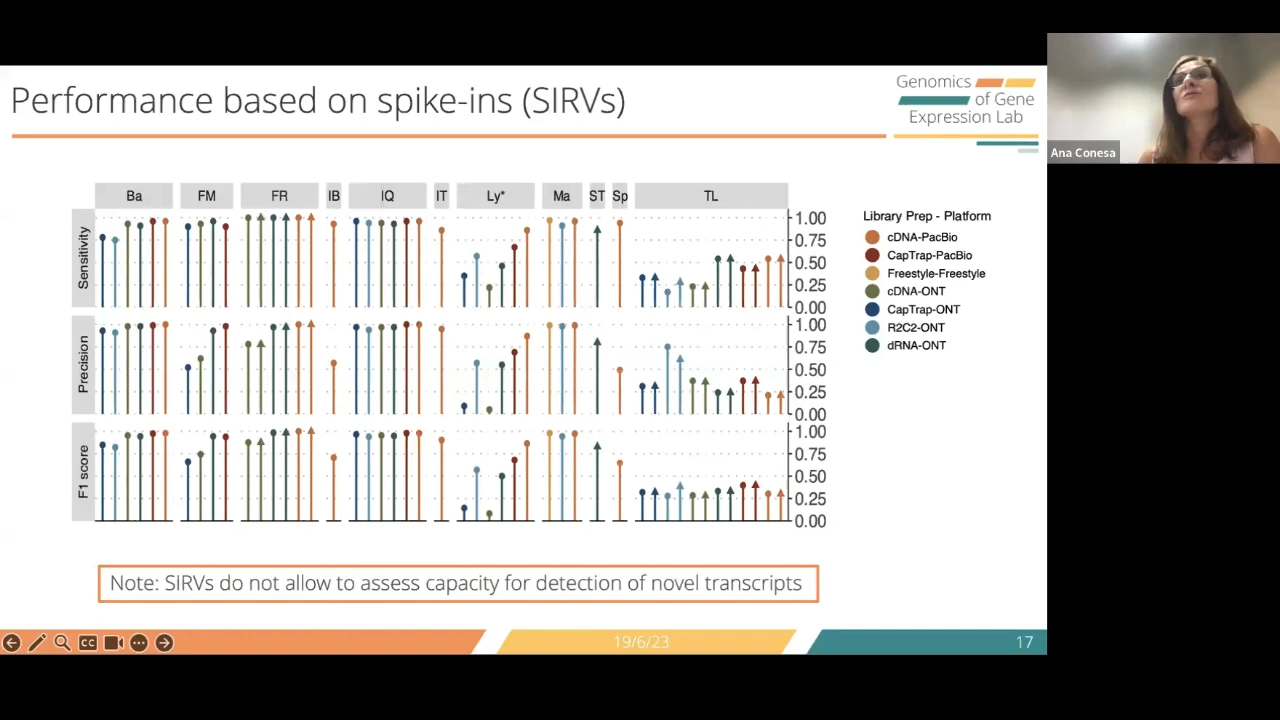 Performance based on spike-ins (SIRVs)
Genomics
of Gene
Expression Lab
Ana Conesa
Ba FM FR IB IQ IT Ly* Ma ST Sp TL
Sensitivity
1.00
0.75
0.50
0.25
0.00
Precision
1.00
0.75
0.50
0.25
0.00
F1 score
1.00
0.75
0.50
0.25
0.00
Library Prep - Platform
cDNA-PacBio
CapTrap-PacBio
Freestyle-Freestyle
cDNA-ONT
CapTrap-ONT
R2C2-ONT
dRNA-ONT
Note: SIRVs do not allow to assess capacity for detection of novel transcripts
CC
19/6/23
17